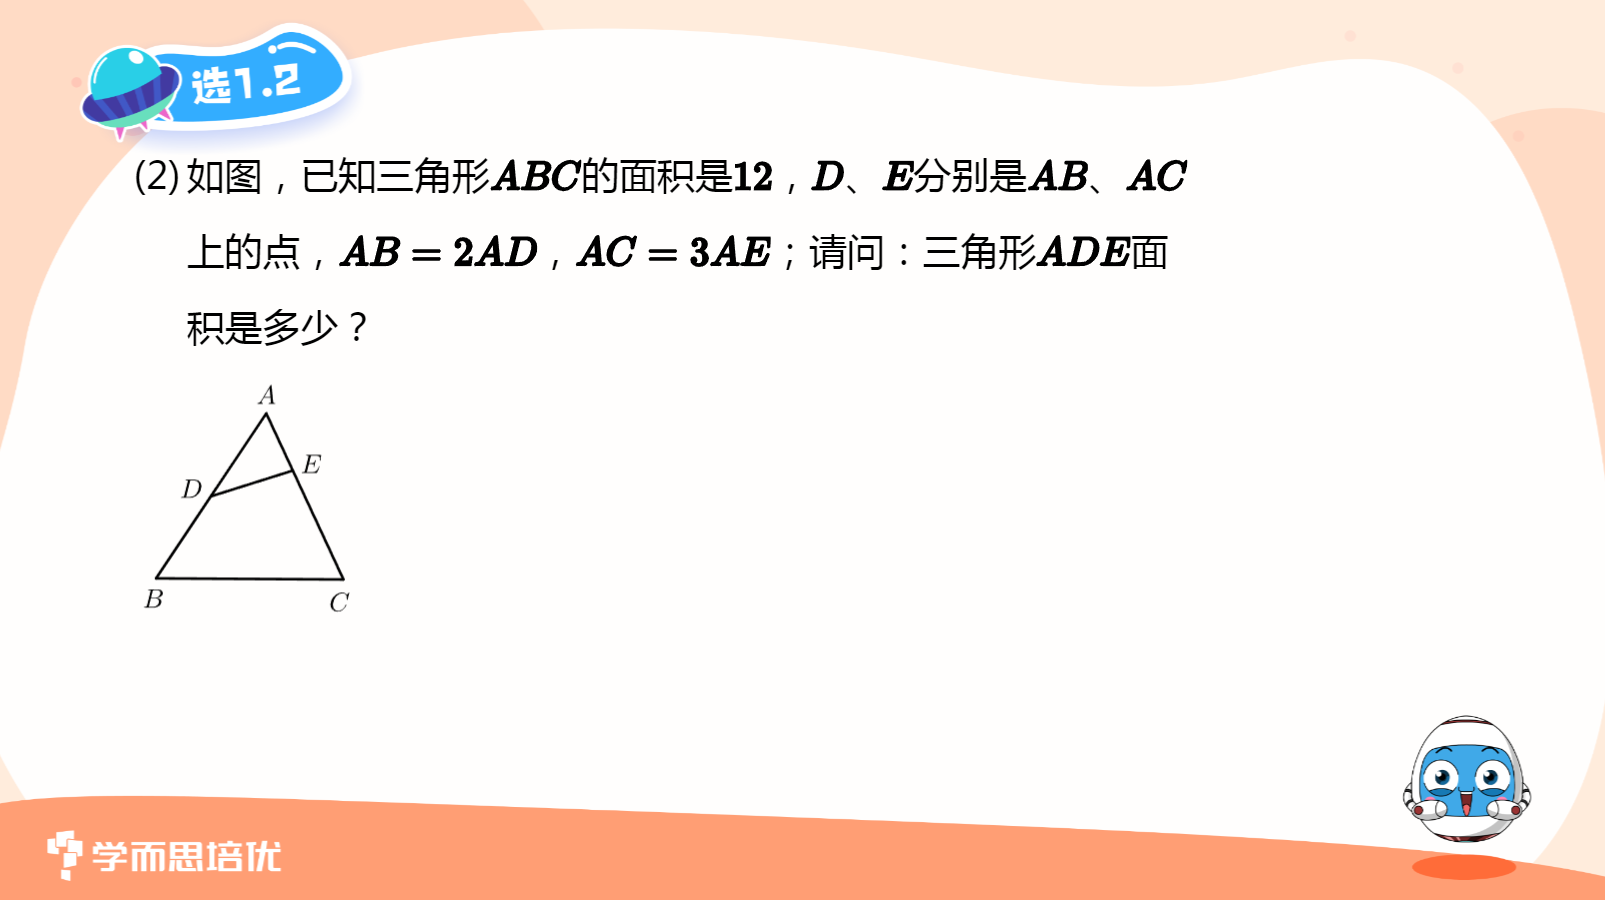 选1.2
(2) 如图，已知三角形ABC的面积是12，D、E分别是AB、AC
上的点，AB = 2AD，AC = 3AE；请问：三角形ADE面
积是多少？
A
E
D
B
C
学而思培优